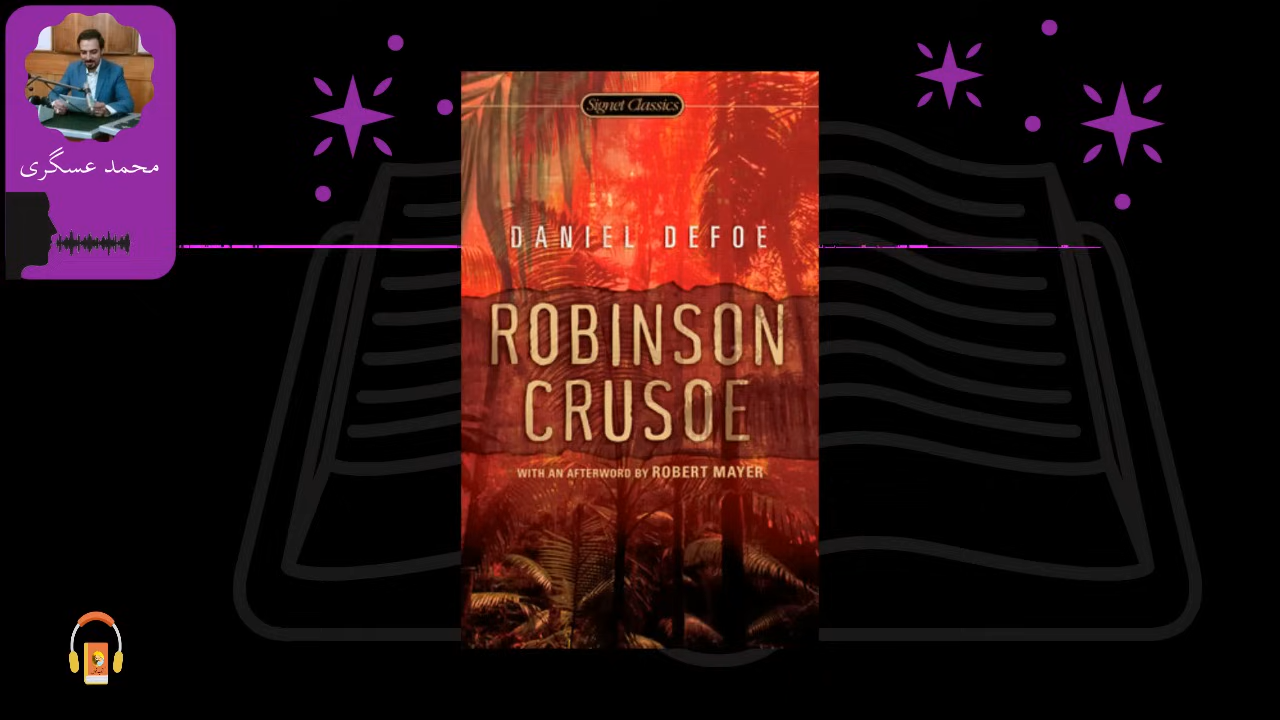 محمد عسگری
Signet Classics
DANIEL DEFOE
ROBINSON
CRUSOE
WITH AN AFTERWORD BY ROBERT MAYER